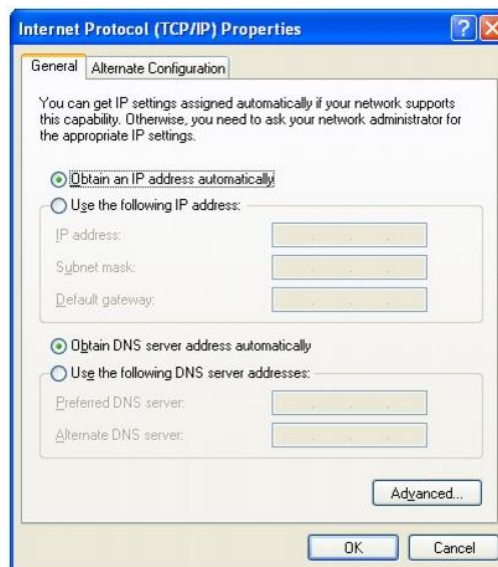 Internet Protocol (TCP/IP) Properties
General
Alternate Configuration
You can get IP settings assigned automatically if your network supports
this capability. Otherwise, you need to ask your network administrator for
the appropriate IP settings.
Obtain an IP address automatically
Use the following IP address:
IP address:
Subnet mask:
Default gateway:
Obtain DNS server address automatically
Use the following DNS server addresses:
Preferred DNS server:
Alternate DNS server:
Advanced...
OK
Cancel